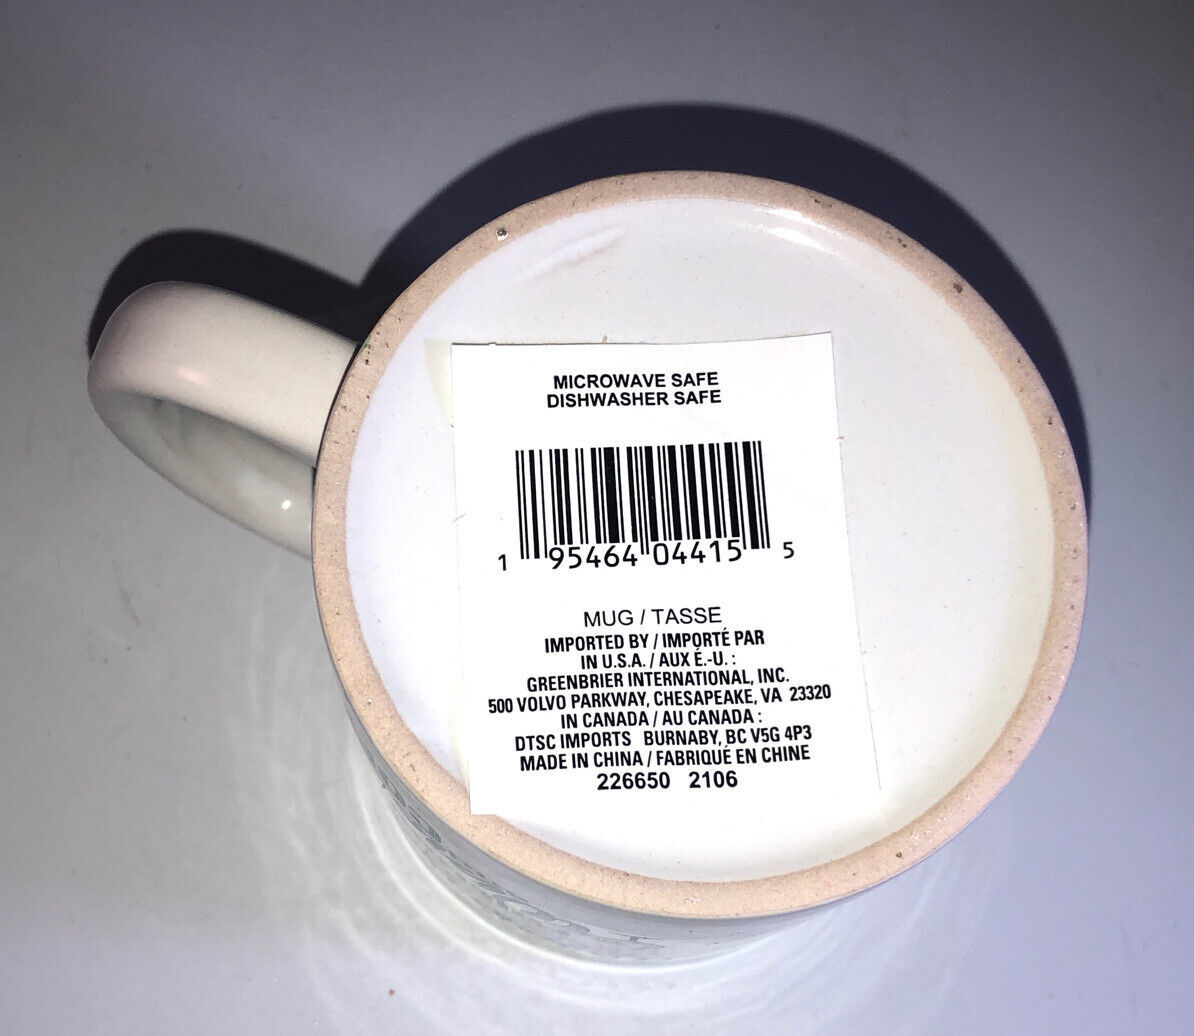 MICROWAVE SAFE
DISHWASHER SAFE
1 95464 04415 5
MUG / TASSE
IMPORTED BY / IMPORTÉ PAR
IN U.S.A. / AUX É.-U. :
GREENBRIER INTERNATIONAL, INC.
500 VOLVO PARKWAY, CHESAPEAKE, VA 23320
IN CANADA / AU CANADA :
DTSC IMPORTS BURNABY, BC V5G 4P3
MADE IN CHINA / FABRIQUÉ EN CHINE
226650 2106